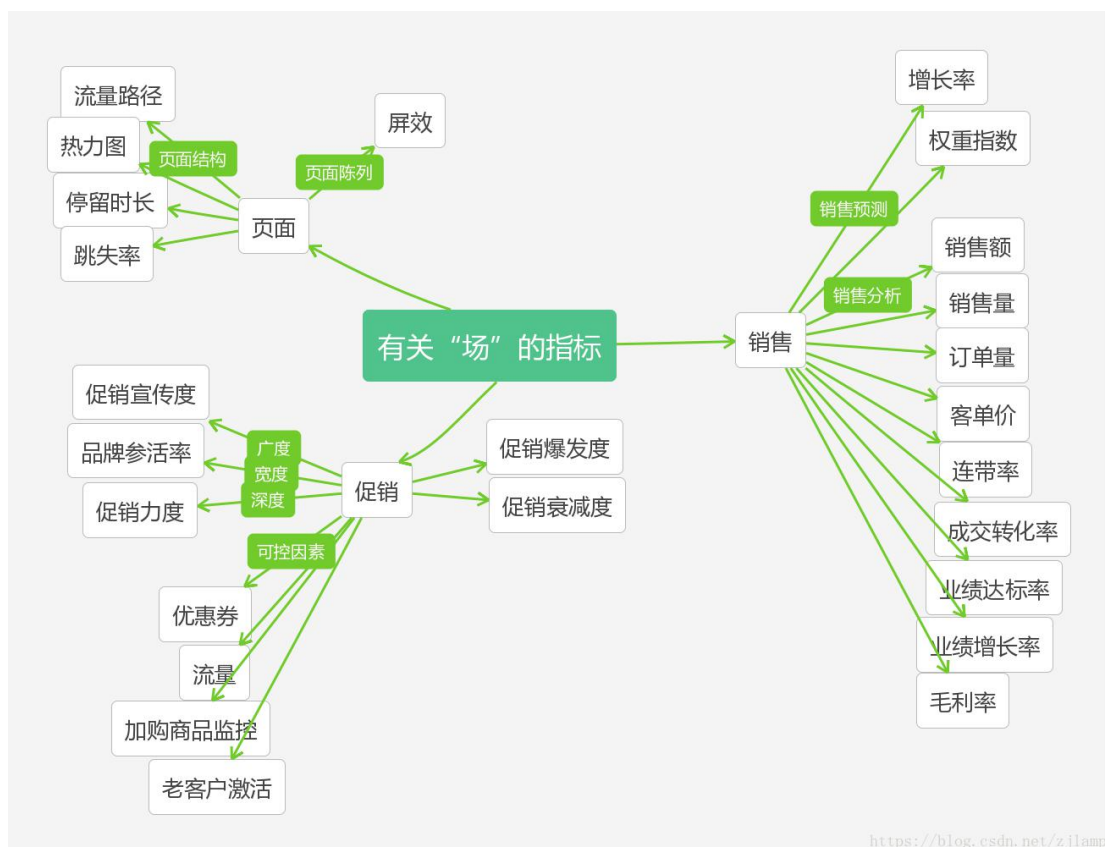 有关“场”的指标
页面
页面结构
流量路径
热力图
停留时长
跳失率
页面陈列
屏效
销售
销售预测
增长率
权重指数
销售分析
销售额
销售量
订单量
客单价
连带率
成交转化率
业绩达标率
业绩增长率
毛利率
促销
广度
促销宣传度
宽度
品牌参活率
深度
促销力度
促销爆发度
促销衰减度
可控因素
优惠券
流量
加购商品监控
老客户激活
https://blog.csdn.net/zjlamp